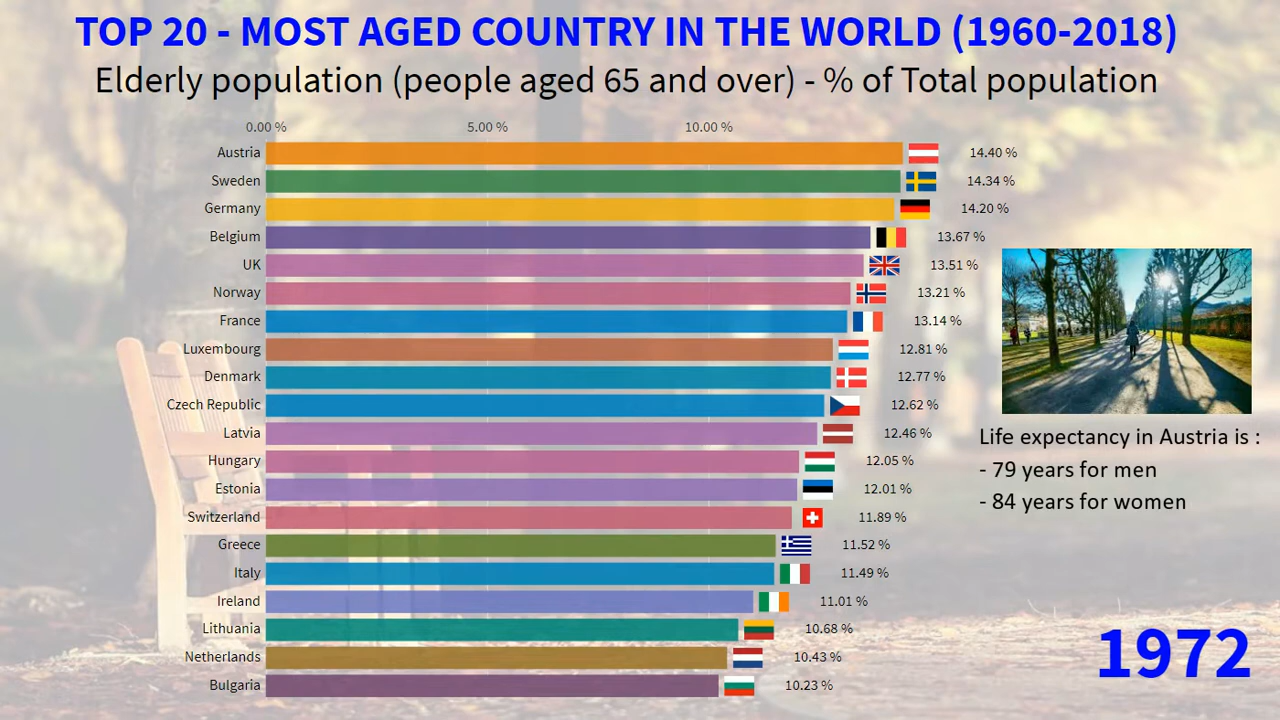 TOP 20 - MOST AGED COUNTRY IN THE WORLD (1960-2018)
Elderly population (people aged 65 and over) - % of Total population
0.00 % 5.00 % 10.00 %
Austria 14.40 %
Sweden 14.34 %
Germany 14.20 %
Belgium 13.67 %
UK 13.51 %
Norway 13.21 %
France 13.14 %
Luxembourg 12.81 %
Denmark 12.77 %
Czech Republic 12.62 %
Latvia 12.46 %
Hungary 12.05 %
Estonia 12.01 %
Switzerland 11.89 %
Greece 11.52 %
Italy 11.49 %
Ireland 11.01 %
Lithuania 10.68 %
Netherlands 10.43 %
Bulgaria 10.23 %
Life expectancy in Austria is :
- 79 years for men
- 84 years for women
1972